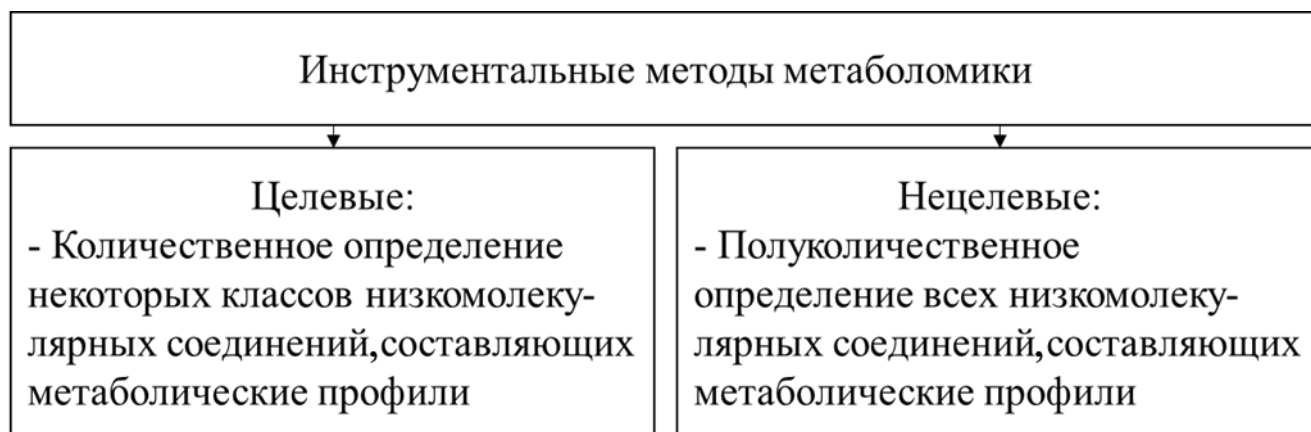 Инструментальные методы метаболомики
Целевые:
- Количественное определение
некоторых классов низкомолеку-
лярных соединений,составляющих
метаболические профили
Нецелевые:
- Полуколичественное
определение всех низкомолеку-
лярных соединений,составляющих
метаболические профили